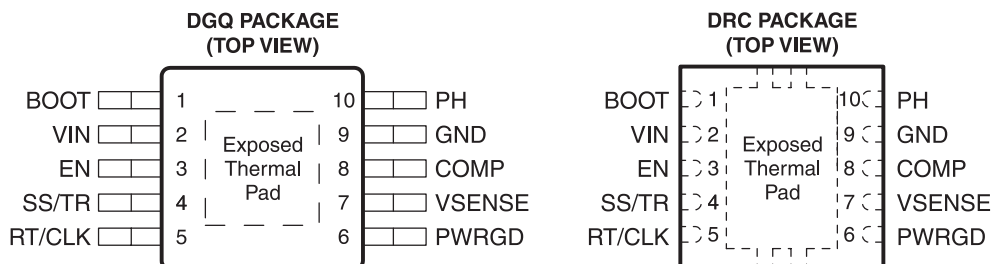 DGQ PACKAGE
(TOP VIEW)
BOOT 1 10 PH
VIN 2 9 GND
EN 3 8 COMP
SS/TR 4 7 VSENSE
RT/CLK 5 6 PWRGD
Exposed
Thermal
Pad
DRC PACKAGE
(TOP VIEW)
BOOT 1 10 PH
VIN 2 9 GND
EN 3 8 COMP
SS/TR 4 7 VSENSE
RT/CLK 5 6 PWRGD
Exposed
Thermal
Pad